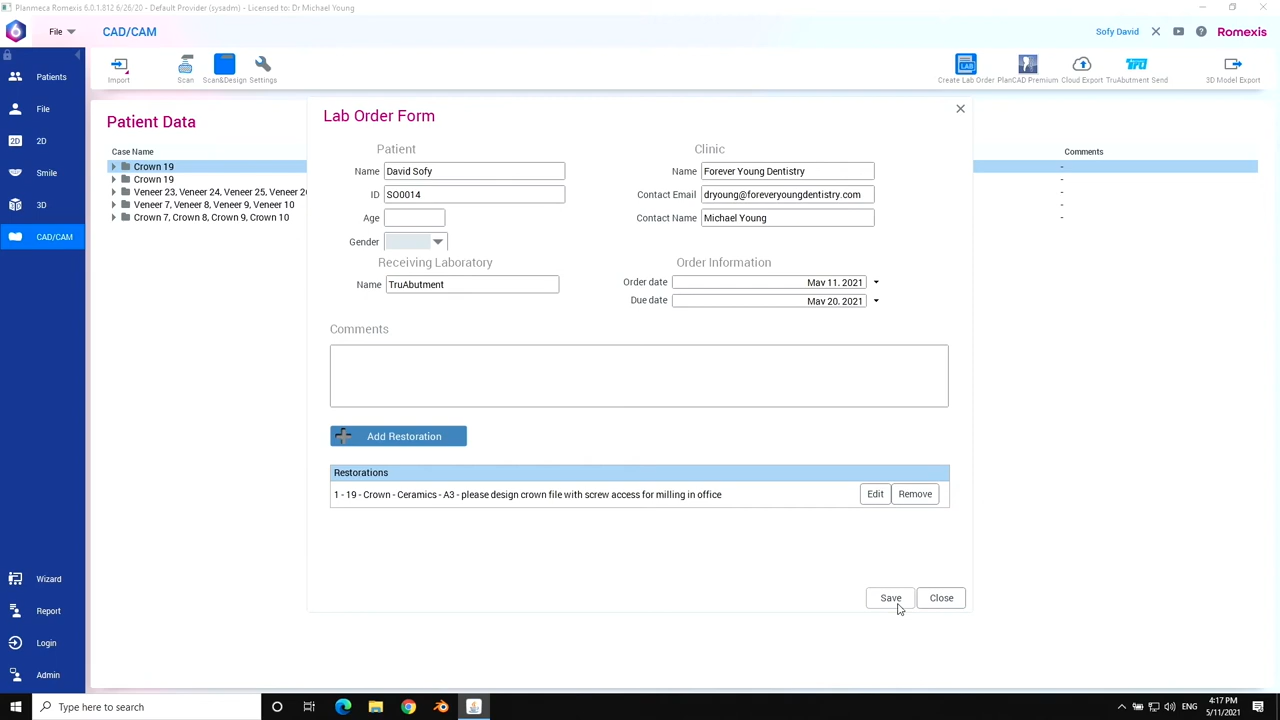 Planmeca Romexis 6.0.1.812 6/26/20 - Default Provider (sysadm) - Licensed to: Dr Michael Young
6 File CAD/CAM Sofy David Romexis
Import Scan Scan&Design Settings LAB Create Lab Order PlanCAD Premium Cloud Export TruAbutment Send 3D Model Export
Patients
File
2D 2D
Smile
3D
CAD/CAM
Wizard
Report
Login
Admin
Patient Data
Case Name Comments
Crown 19 -
Crown 19 -
Veneer 23, Veneer 24, Veneer 25, Veneer 26 -
Veneer 7, Veneer 8, Veneer 9, Veneer 10 -
Crown 7, Crown 8, Crown 9, Crown 10 -
Lab Order Form
Patient Clinic
Name David Sofy Name Forever Young Dentistry
ID SO0014 Contact Email dryoung@foreveryoungdentistry.com
Age Contact Name Michael Young
Gender
Receiving Laboratory Order Information
Name TruAbutment Order date May 11, 2021
Due date May 20, 2021
Comments
Add Restoration
Restorations
1 - 19 - Crown - Ceramics - A3 - please design crown file with screw access for milling in office Edit Remove
Save Close
Type here to search ENG 4:17 PM
5/11/2021